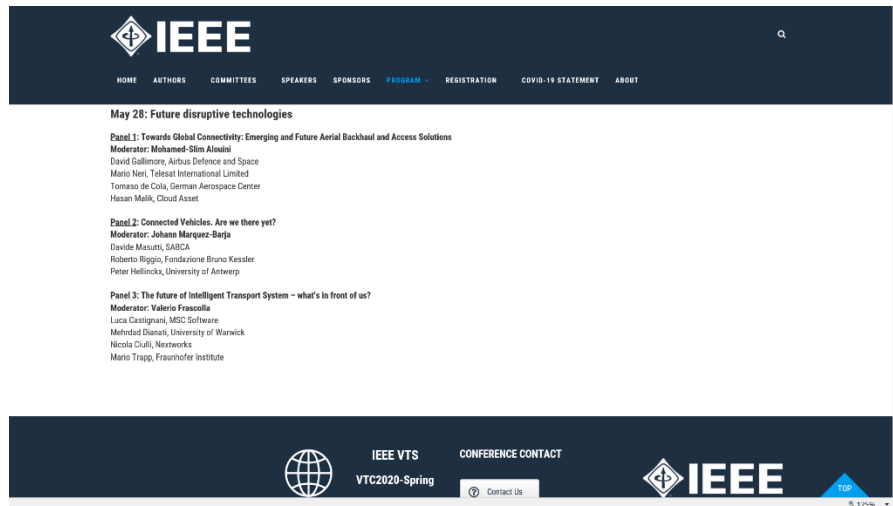 IEEE
HOME AUTHORS COMMITTEES SPEAKERS SPONSORS PROGRAM REGISTRATION COVID-19 STATEMENT ABOUT
May 28: Future disruptive technologies
Panel 1: Towards Global Connectivity: Emerging and Future Aerial Backhaul and Access Solutions
Moderator: Mohamed-Slim Alouini
David Gallimore, Airbus Defence and Space
Mario Neri, Telesat International Limited
Tomaso de Cola, German Aerospace Center
Hasan Malik, Cloud Asset
Panel 2: Connected Vehicles. Are we there yet?
Moderator: Johann Marquez-Barja
Davide Masutti, SABCA
Roberto Riggio, Fondazione Bruno Kessler
Peter Hellinckx, University of Antwerp
Panel 3: The future of Intelligent Transport System – what's in front of us?
Moderator: Valerio Frascolla
Luca Castignani, MSC Software
Mehrdad Dianati, University of Warwick
Nicola Ciulli, Nextworks
Mario Trapp, Fraunhofer Institute
IEEE VTS
VTC2020-Spring
CONFERENCE CONTACT
Contact Us
IEEE
TOP
125%